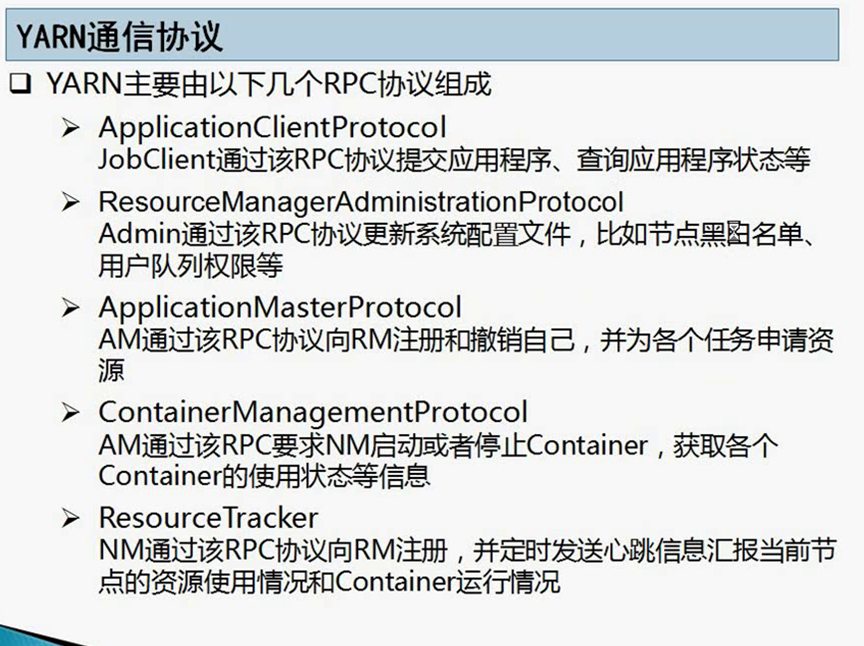 YARN通信协议
YARN主要由以下几个RPC协议组成
ApplicationClientProtocol
JobClient通过该RPC协议提交应用程序、查询应用程序状态等
ResourceManagerAdministrationProtocol
Admin通过该RPC协议更新系统配置文件，比如节点黑白名单、
用户队列权限等
ApplicationMasterProtocol
AM通过该RPC协议向RM注册和撤销自己，并为各个任务申请资
源
ContainerManagementProtocol
AM通过该RPC要求NM启动或者停止Container，获取各个
Container的使用状态等信息
ResourceTracker
NM通过该RPC协议向RM注册，并定时发送心跳信息汇报当前节
点的资源使用情况和Container运行情况